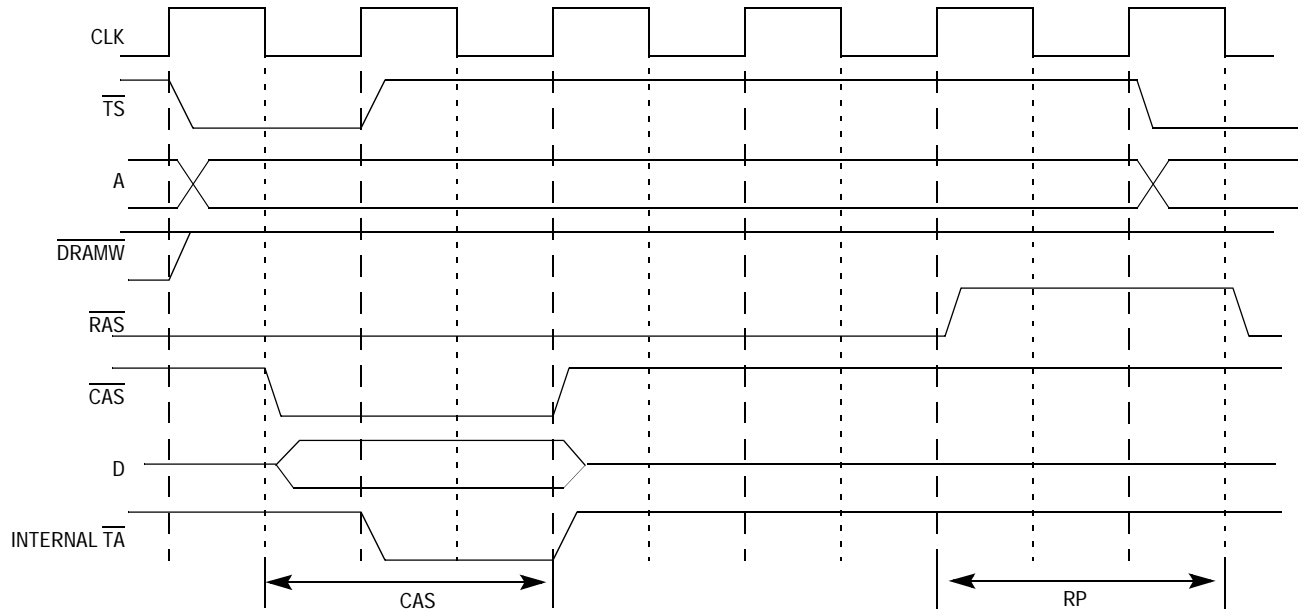 CLK
TS
A
DRAMW
RAS
CAS
D
INTERNAL TA
CAS
RP